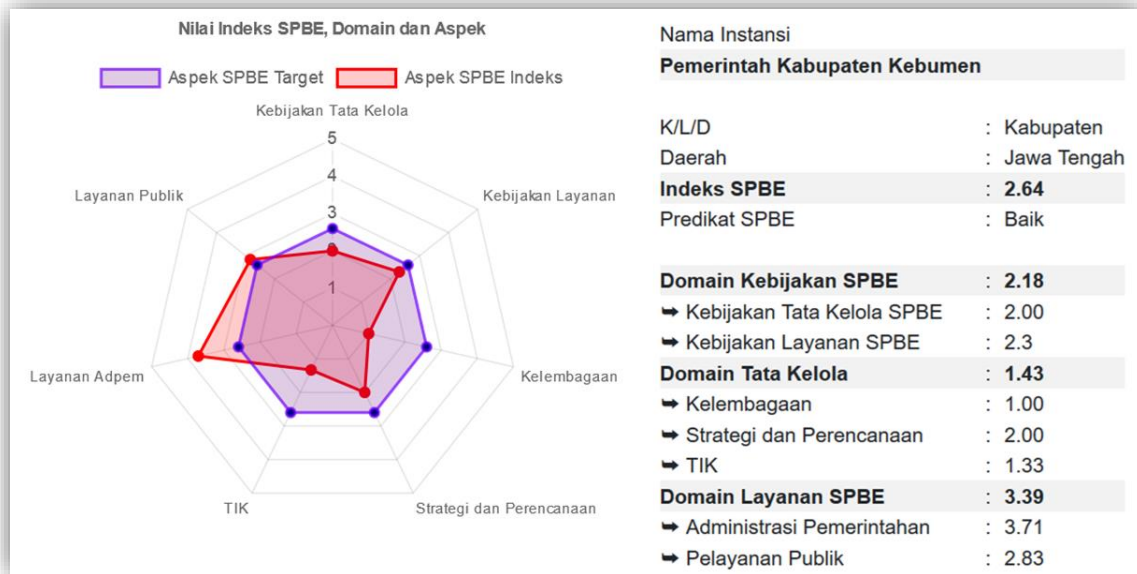 Nilai Indeks SPBE, Domain dan Aspek
Aspek SPBE Target
Aspek SPBE Indeks
Kebijakan Tata Kelola
5
4
3
2
1
Layanan Publik
Kebijakan Layanan
Layanan Adpem
Kelembagaan
TIK
Strategi dan Perencanaan
Nama Instansi
Pemerintah Kabupaten Kebumen
K/L/D : Kabupaten
Daerah : Jawa Tengah
Indeks SPBE : 2.64
Predikat SPBE : Baik
Domain Kebijakan SPBE : 2.18
➥ Kebijakan Tata Kelola SPBE : 2.00
➥ Kebijakan Layanan SPBE : 2.3
Domain Tata Kelola : 1.43
➥ Kelembagaan : 1.00
➥ Strategi dan Perencanaan : 2.00
➥ TIK : 1.33
Domain Layanan SPBE : 3.39
➥ Administrasi Pemerintahan : 3.71
➥ Pelayanan Publik : 2.83